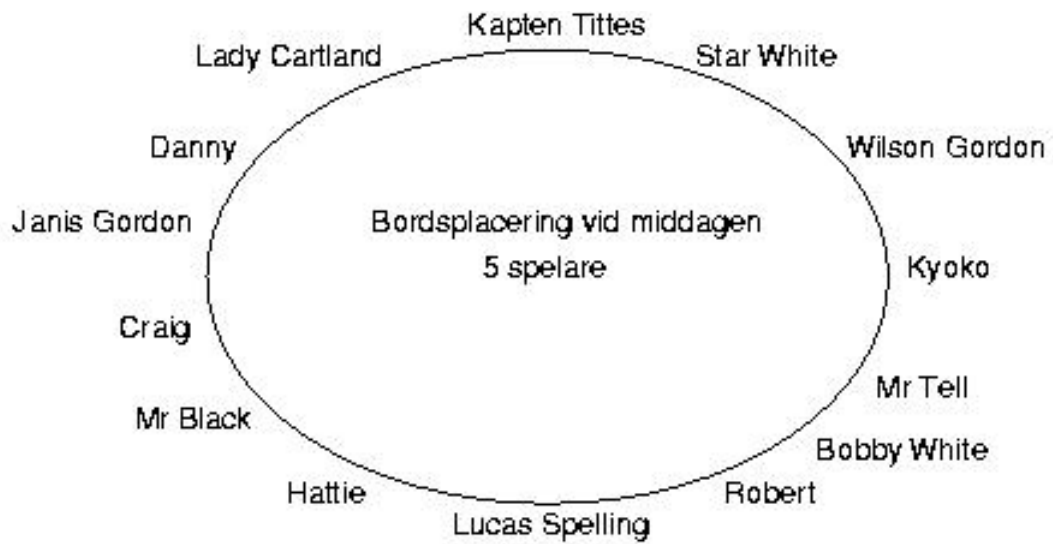 Kapten Tittes
Lady Cartland
Star White
Danny
Wilson Gordon
Janis Gordon
Bordsplacering vid middagen
5 spelare
Kyoko
Craig
Mr Tell
Mr Black
Bobby White
Hattie
Robert
Lucas Spelling